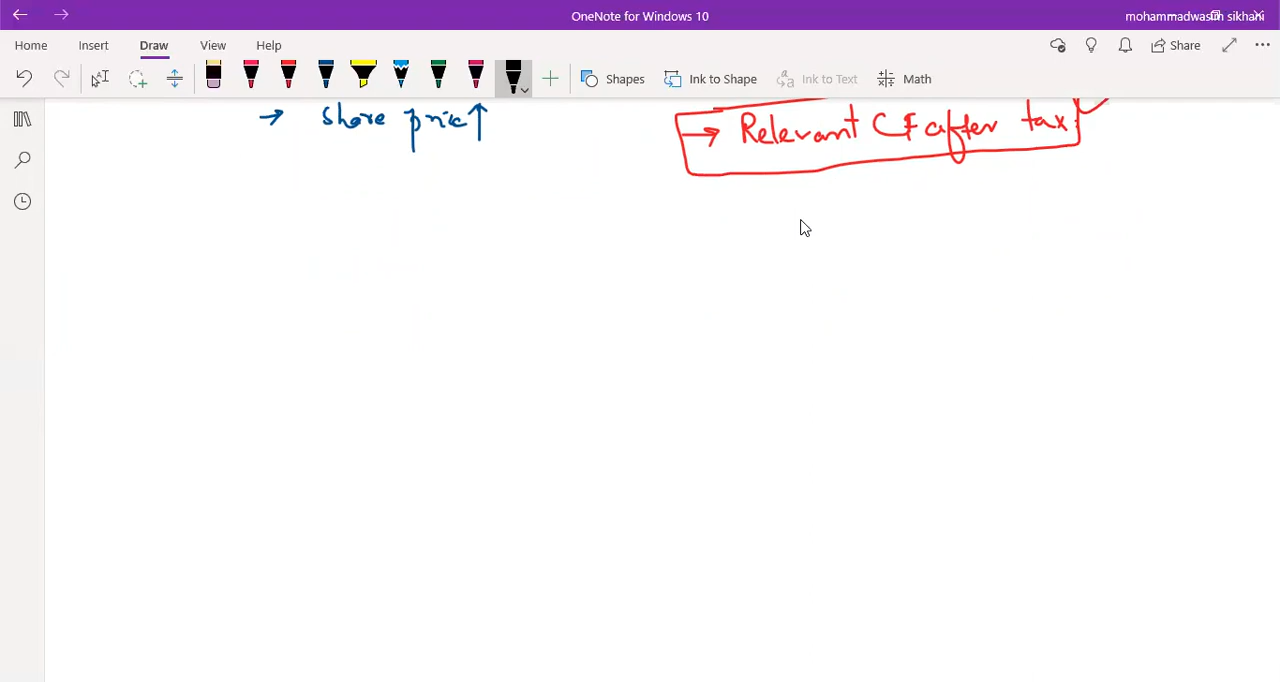 OneNote for Windows 10
mohammadwasim sikhani
Home Insert Draw View Help
Share
Shapes Ink to Shape Ink to Text Math
→ share price↑
→ Relevant CF after tax